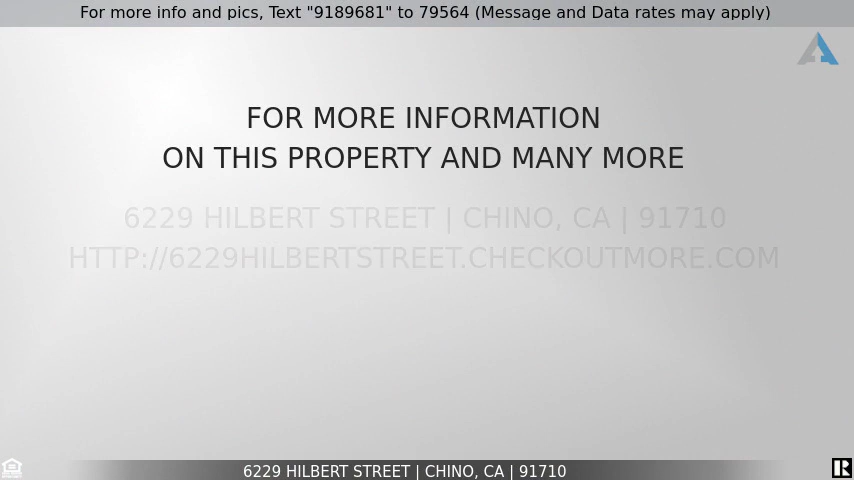 For more info and pics, Text "9189681" to 79564 (Message and Data rates may apply)
FOR MORE INFORMATION
ON THIS PROPERTY AND MANY MORE
6229 HILBERT STREET | CHINO, CA | 91710
HTTP://6229HILBERTSTREET.CHECKOUTMORE.COM
6229 HILBERT STREET | CHINO, CA | 91710